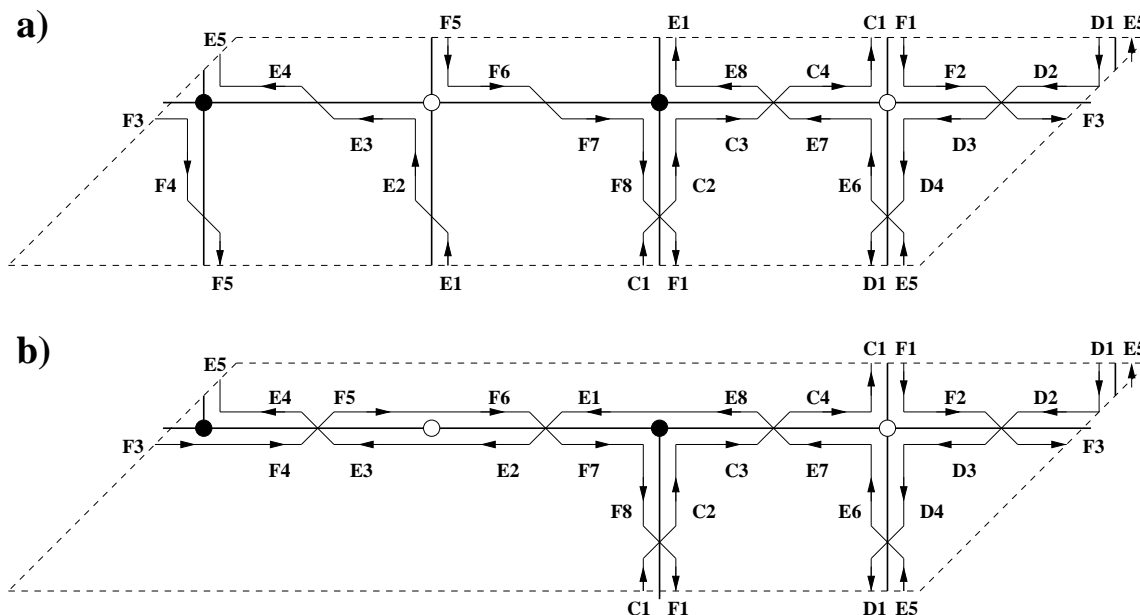 a)
F5 E1 C1 F1 D1 E5
E5
E4 F6 E8 C4 F2 D2
F3 F3
E3 F7 C3 E7 D3
F4 E2 F8 C2 E6 D4
F5 E1 C1 F1 D1 E5
b)
E5 C1 F1 D1 E5
E4 F5 F6 E1 E8 C4 F2 D2
F3 F3
F4 E3 E2 F7 C3 E7 D3
F8 C2 E6 D4
C1 F1 D1 E5